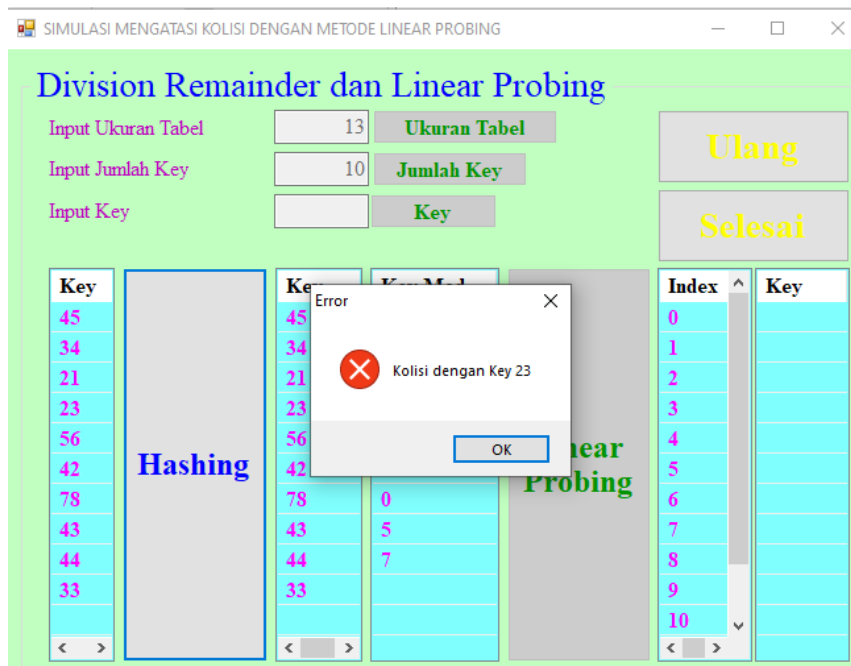 SIMULASI MENGATASI KOLISI DENGAN METODE LINEAR PROBING
Division Remainder dan Linear Probing
Input Ukuran Tabel 13 Ukuran Tabel
Input Jumlah Key 10 Jumlah Key
Input Key Key
Ulang
Selesai
Key
45
34
21
23
56
42
78
43
44
33
Hashing
Key
45
34
21
23
56
42
78
43
44
33
0
5
7
Error
Kolisi dengan Key 23
OK
Probing
Index
0
1
2
3
4
5
6
7
8
9
10
Key